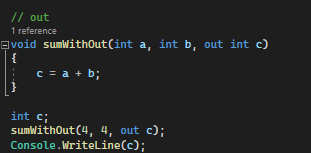 // out
1 reference
void sumWithOut(int a, int b, out int c)
{
c = a + b;
}
int c;
sumWithOut(4, 4, out c);
Console.WriteLine(c);